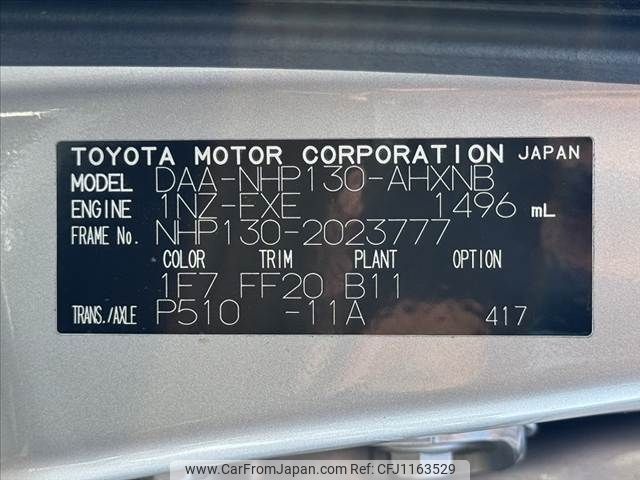 TOYOTA MOTOR CORPORATION JAPAN
MODEL DAA-NHP130-AHXNB
ENGINE 1NZ-FXE 1496 mL
FRAME No. NHP130-2023777
COLOR TRIM PLANT OPTION
1F7 FF20 B11
TRANS./AXLE P510 -11A 417
www.CarFromJapan.com - CFJ1163529